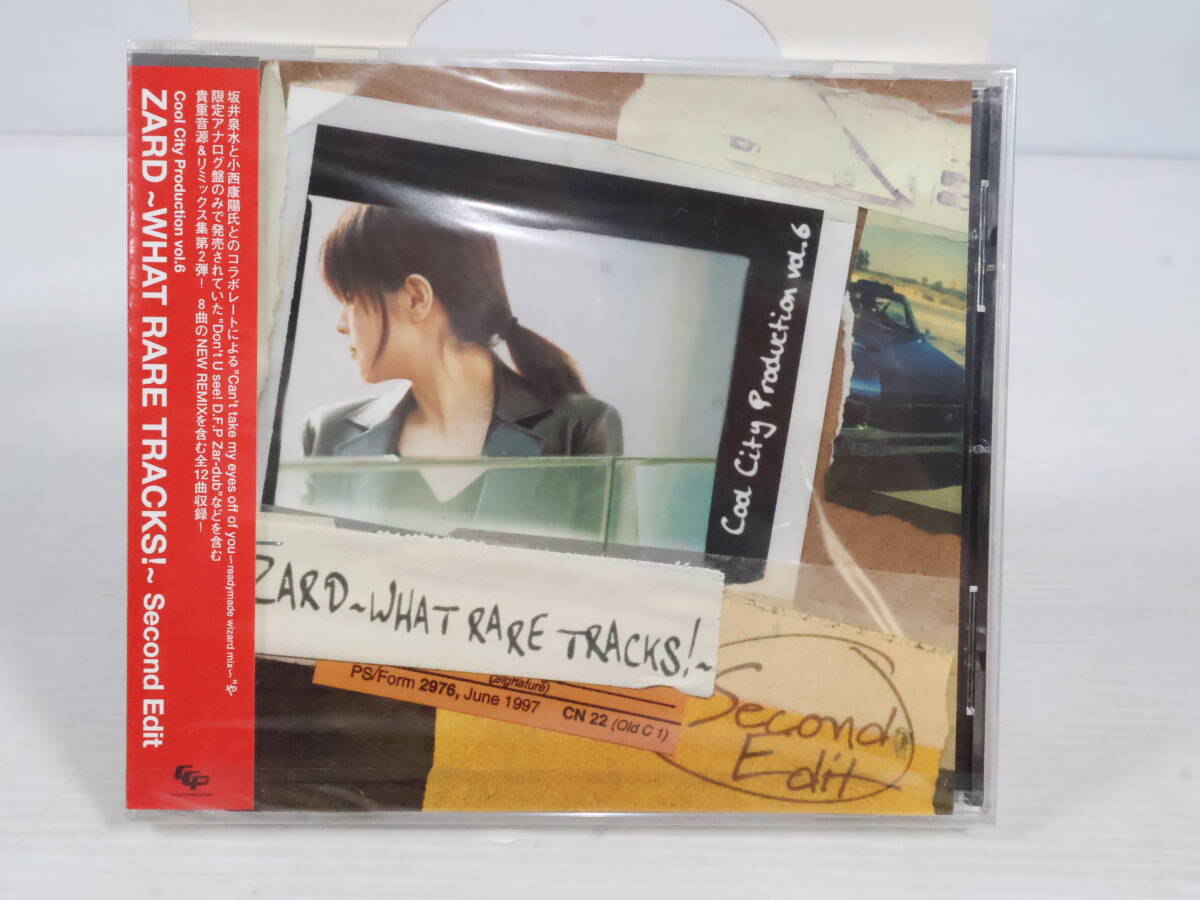 坂井泉水と小西康陽氏とのコラボレートによる"Can't take my eyes off of you～readymade wizard mix～"や
限定アナログ盤のみで発売されていた"Don't U see! D.F.P Zar-dub"などを含む
貴重音源&リミックス集第2弾! 8曲のNEW REMIXを含む全12曲収録!
Cool City Production vol.6
ZARD ~WHAT RARE TRACKS!~ Second Edit
Cool City Production vol.6
ZARD~WHAT RARE TRACKS!~
(Signature)
PS/Form 2976, June 1997
CN 22 (Old C 1)
Second
Edit